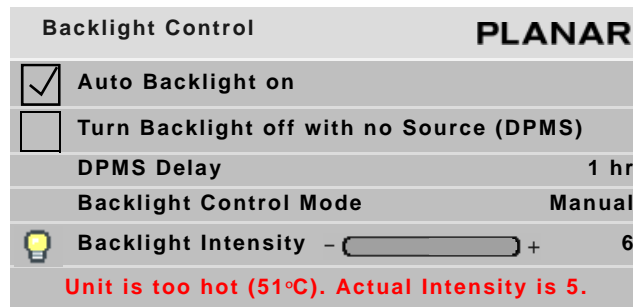 Backlight Control PLANAR
Auto Backlight on
Turn Backlight off with no Source (DPMS)
DPMS Delay 1 hr
Backlight Control Mode Manual
Backlight Intensity - + 6
Unit is too hot (51°C). Actual Intensity is 5.